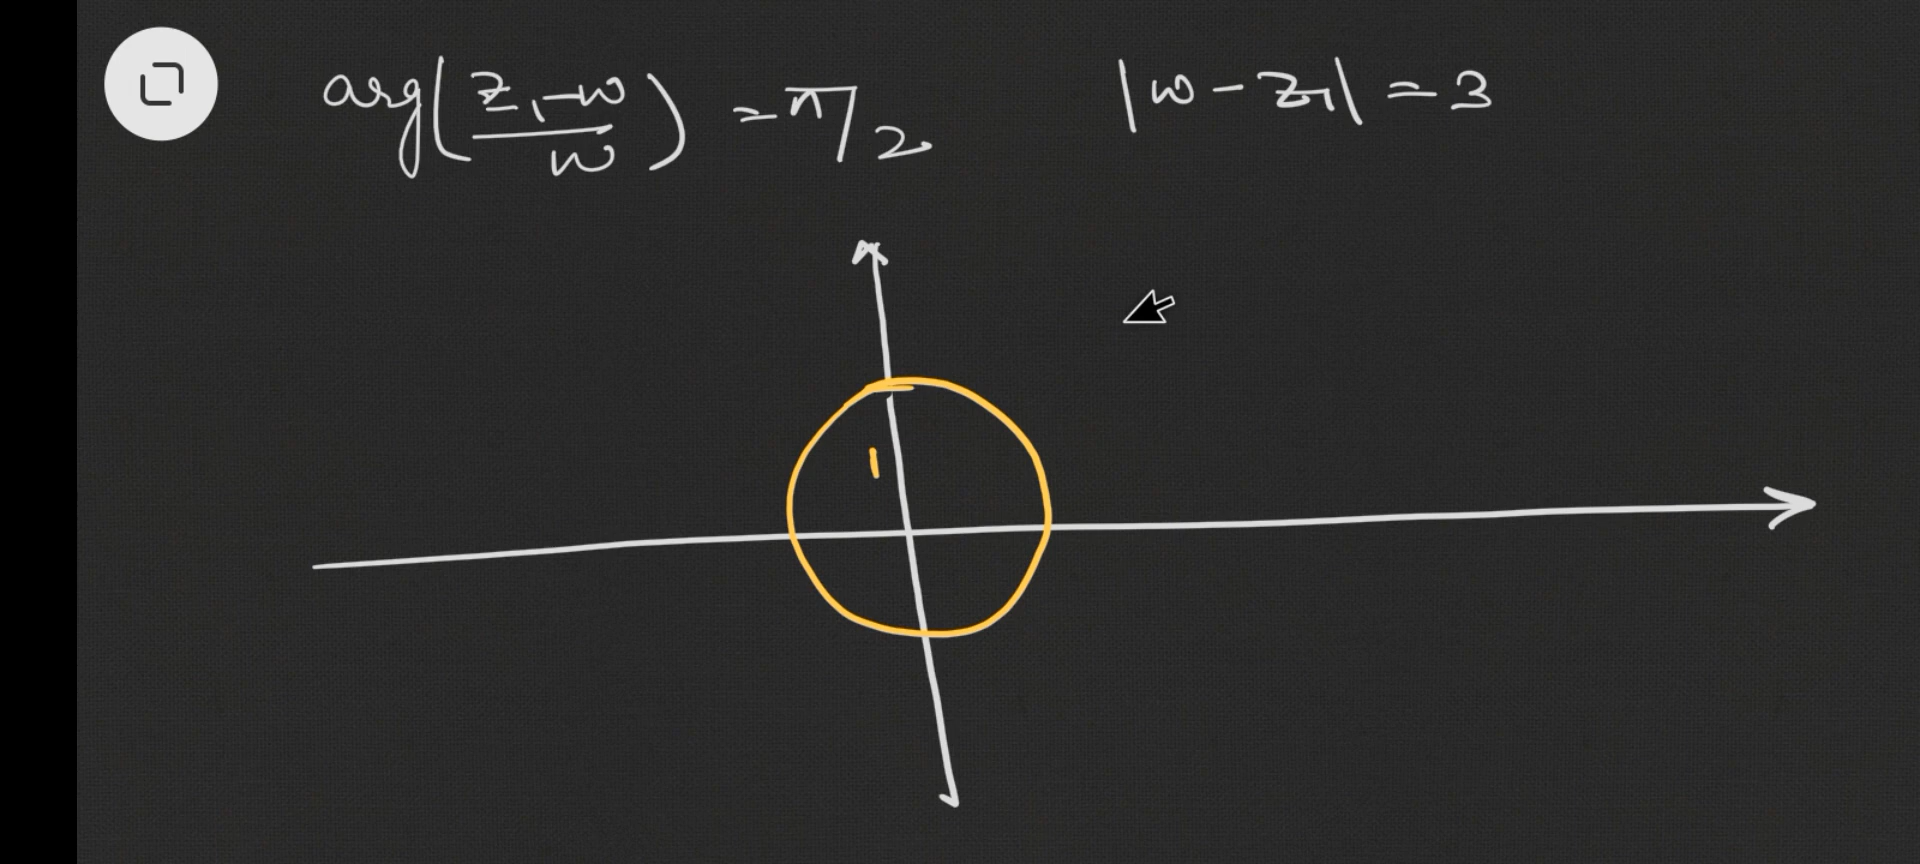 arg(z₁-w/w) = π/2 |w - z₁| = 3
1